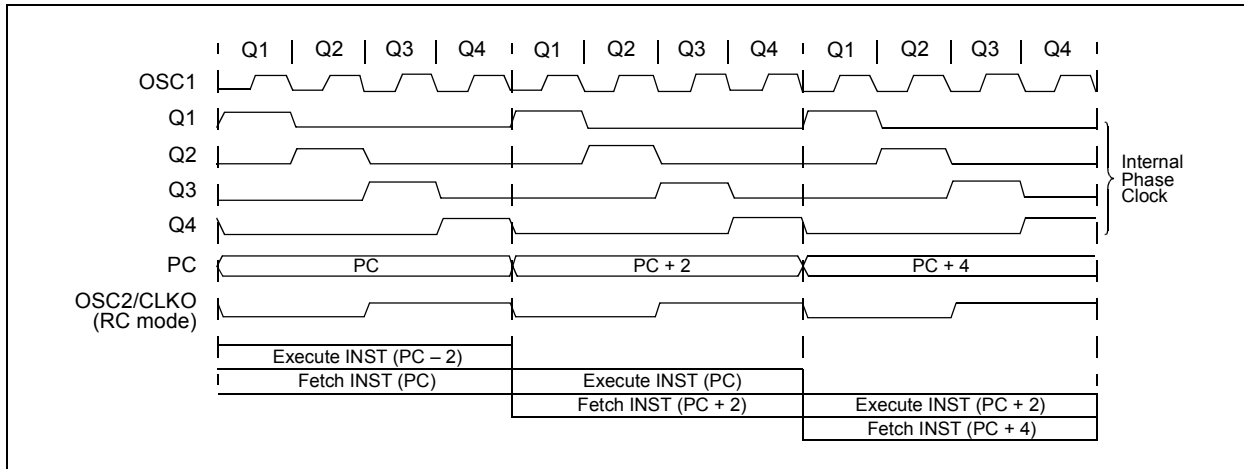 Q1 | Q2 | Q3 | Q4 | Q1 | Q2 | Q3 | Q4 | Q1 | Q2 | Q3 | Q4
OSC1
Q1
Q2
Q3
Q4
Internal
Phase
Clock
PC PC PC + 2 PC + 4
OSC2/CLKO
(RC mode)
Execute INST (PC – 2)
Fetch INST (PC) Execute INST (PC)
Fetch INST (PC + 2) Execute INST (PC + 2)
Fetch INST (PC + 4)